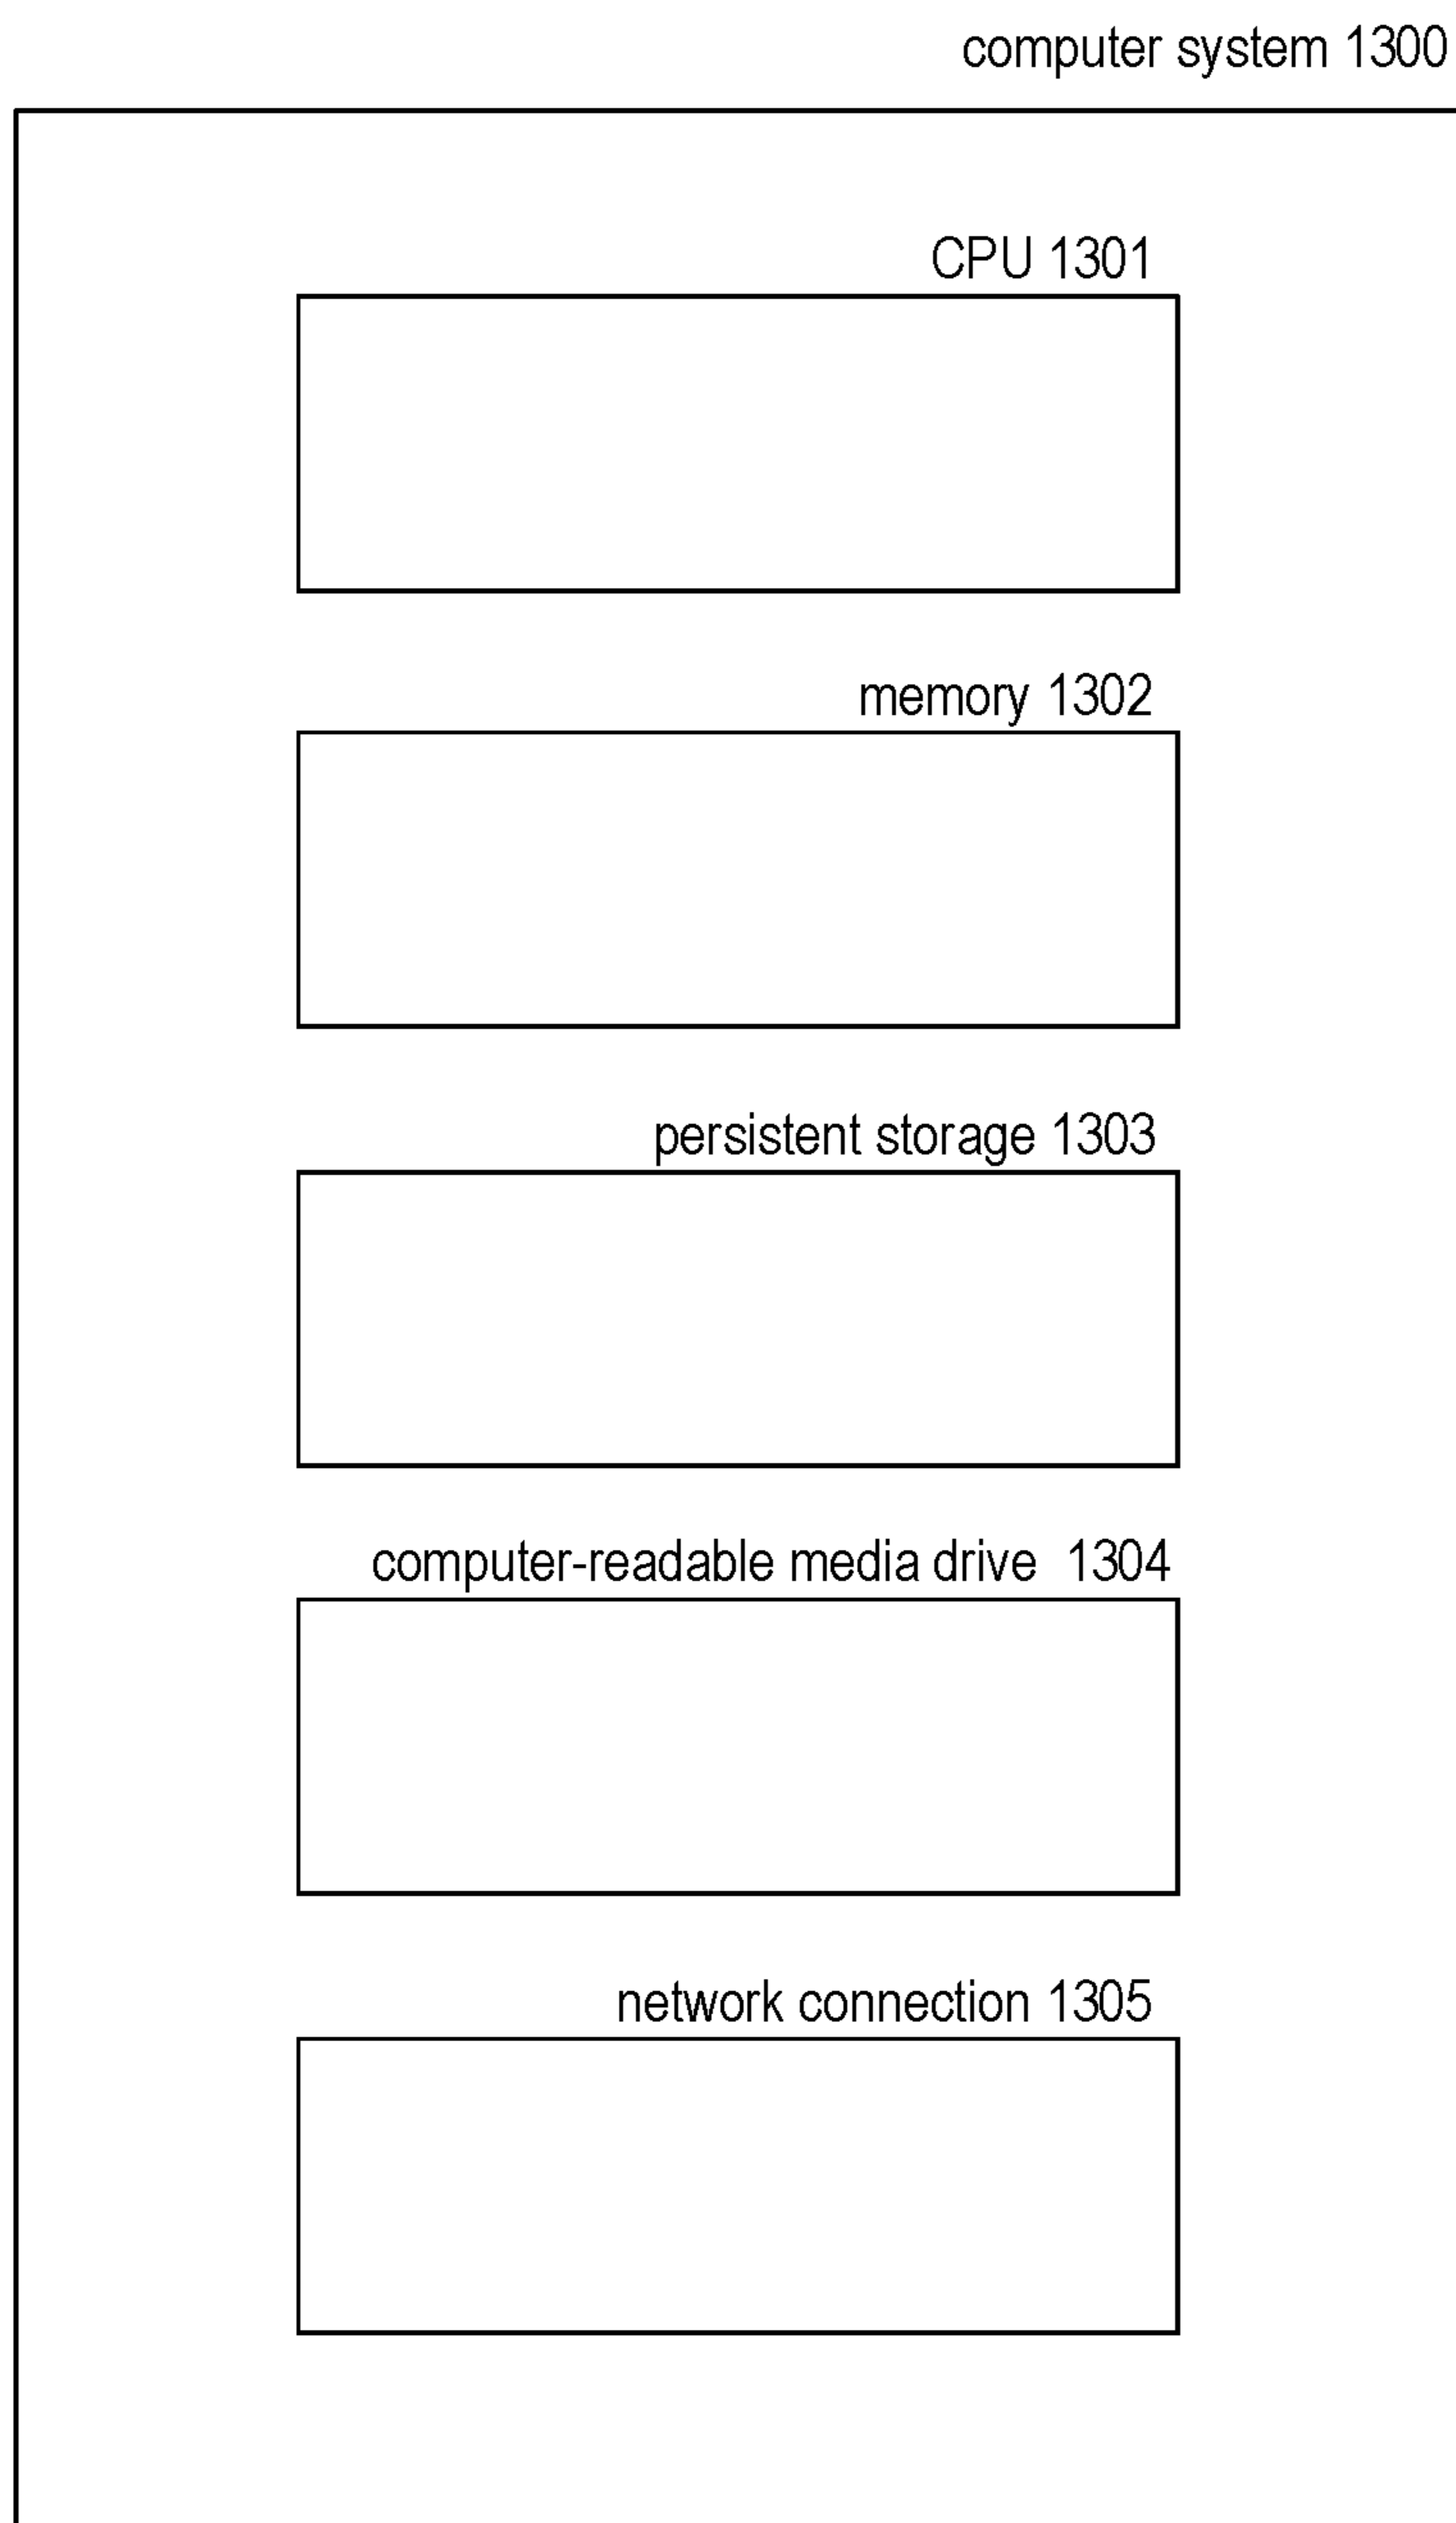 computer system 1300
CPU 1301
memory 1302
persistent storage 1303
computer-readable media drive 1304
network connection 1305